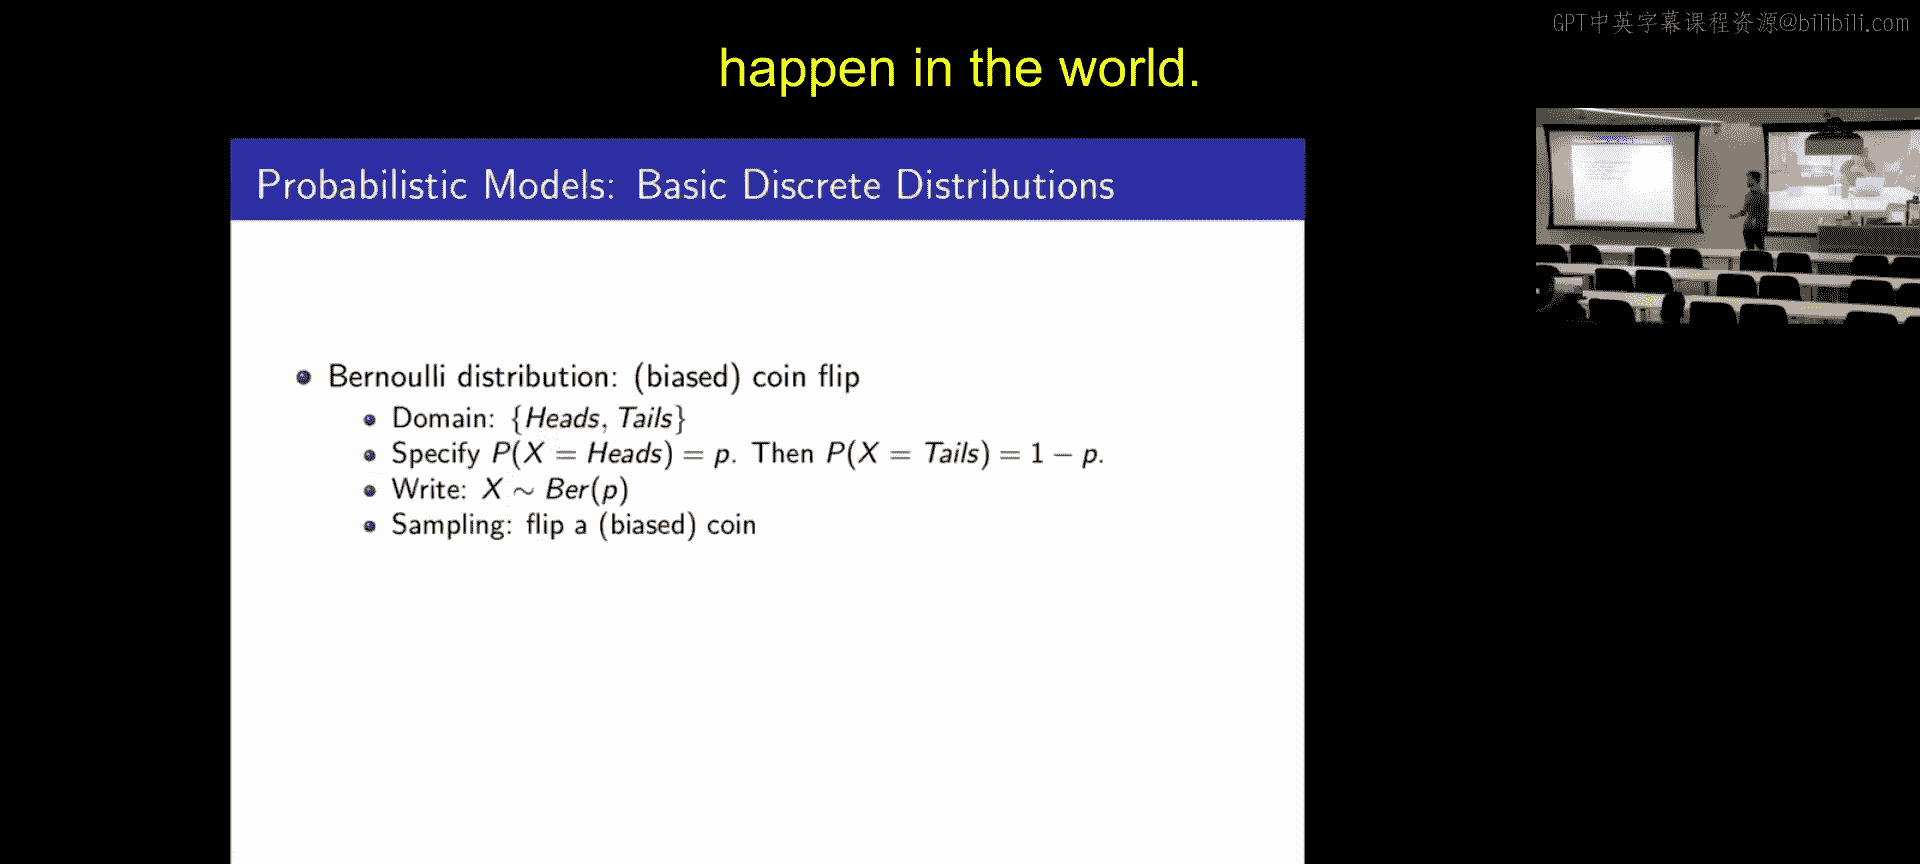 GPT中英字幕课程资源@bilibili.com
happen in the world.
Probabilistic Models: Basic Discrete Distributions
Bernoulli distribution: (biased) coin flip
Domain: {Heads, Tails}
Specify P(X = Heads) = p. Then P(X = Tails) = 1 − p.
Write: X ∼ Ber(p)
Sampling: flip a (biased) coin